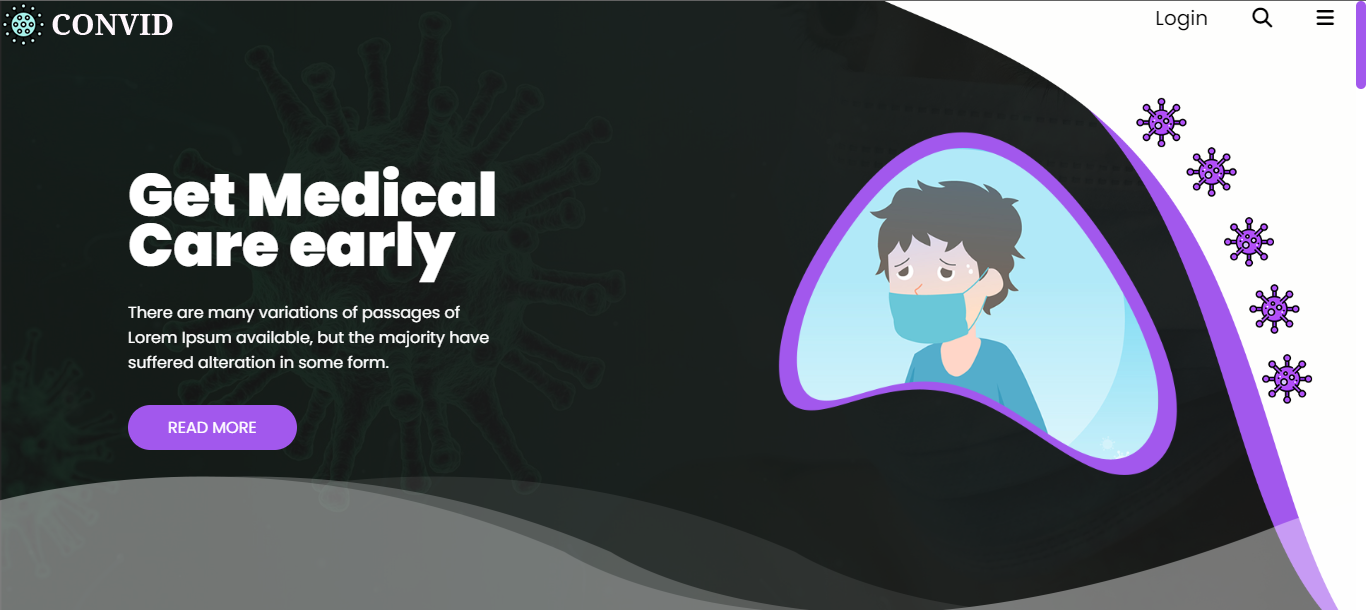 CONVID
Login
Get Medical
Care early
There are many variations of passages of
Lorem Ipsum available, but the majority have
suffered alteration in some form.
READ MORE